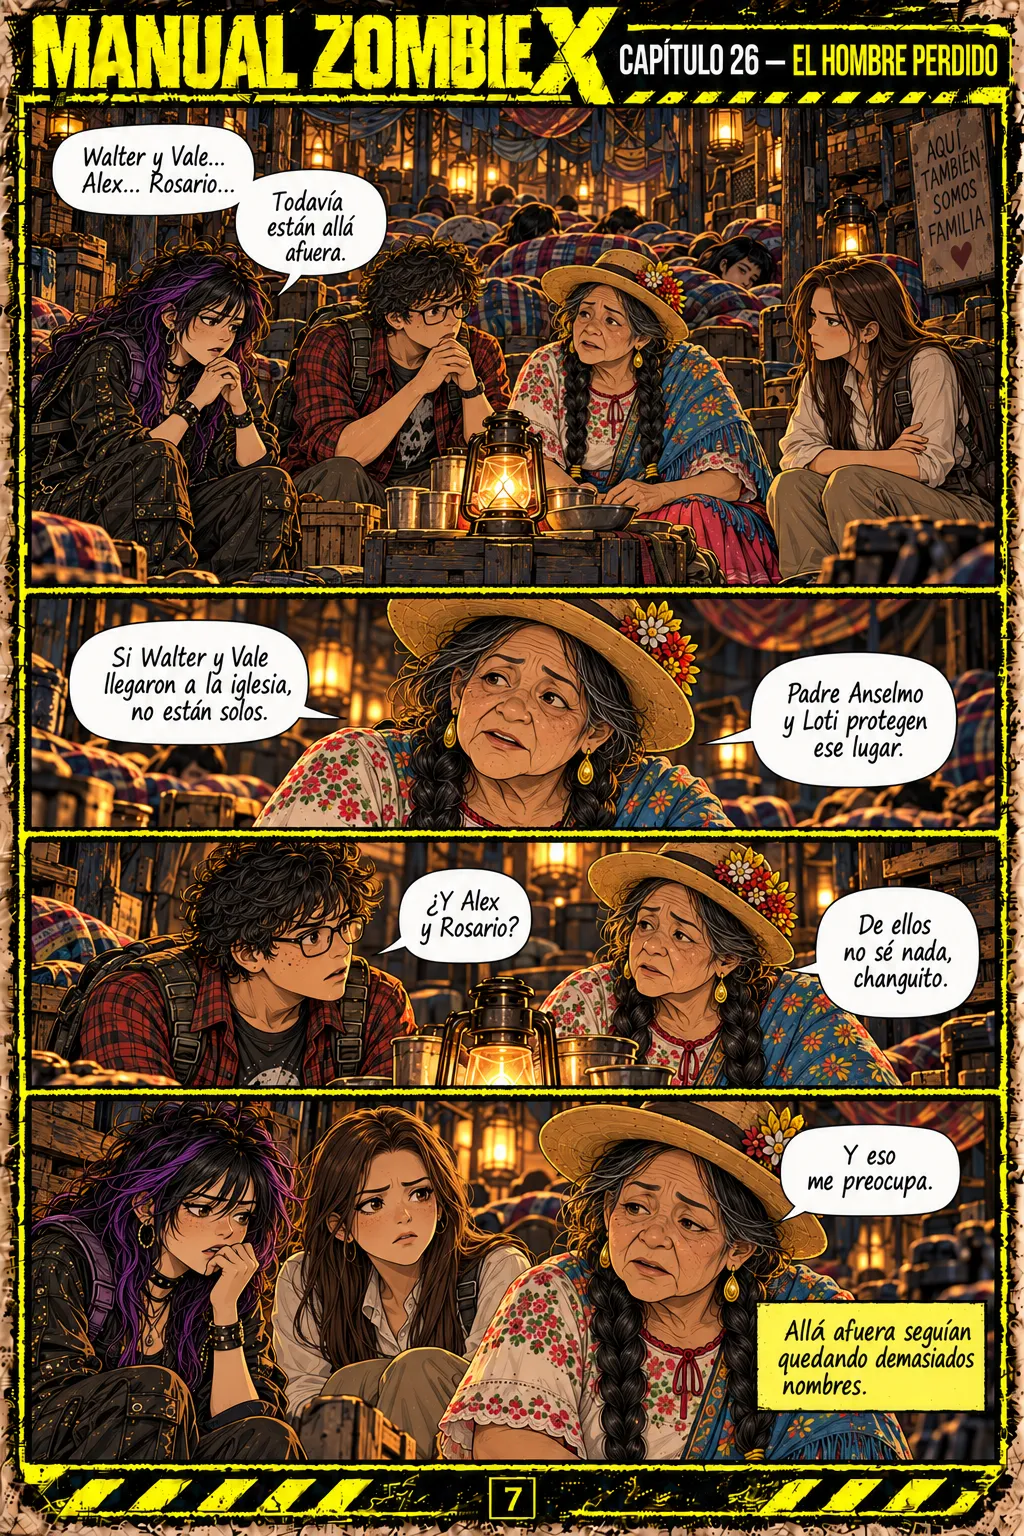 MANUAL ZOMBIE X
CAPÍTULO 26 – EL HOMBRE PERDIDO
Walter y Vale...
Alex... Rosario...
Todavía
están allá
afuera.
AQUÍ
TAMBIÉN
SOMOS
FAMILIA
Si Walter y Vale
llegaron a la iglesia,
no están solos.
Padre Anselmo
y Loti protegen
ese lugar.
¿Y Alex
y Rosario?
De ellos
no sé nada,
changuito.
Y eso
me preocupa.
Allá afuera seguían
quedando demasiados
nombres.
7